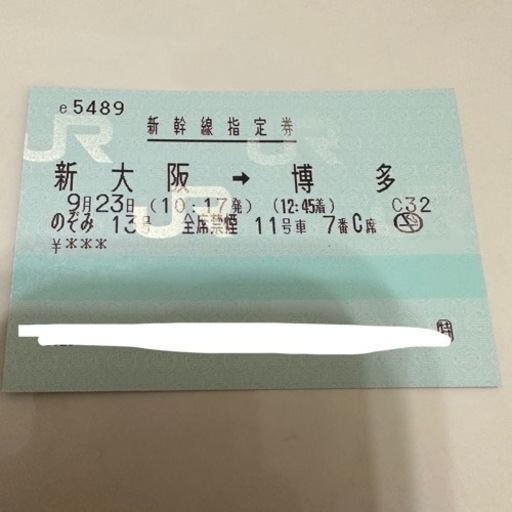 e5489
新幹線指定券
新大阪 → 博多
9月23日 (10:17発) (12:45着) C32
のぞみ 13号 全席禁煙 11号車 7番C席
¥***
JR
JR